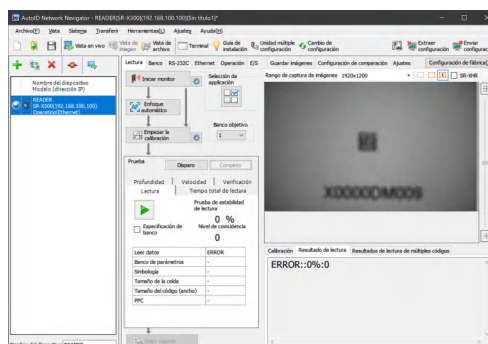 AutoID Network Navigator - READER(SR-X300)(192.168.100.100)[Sin título1]*
Archivo(F) Vista Sistema Transferir Herramientas(L) Ajustes Ayuda(H)
Vista en vivo Vista de imagen Vista de archivo Terminal Guía de instalación Unidad múltiple configuración Cambio de configuración Imagen Extraer configuración Enviar configuración
Nombre del dispositivo
Modelo (dirección IP)
READER
SR-X300(192.168.100.100)
Operating(Ethernet)
Lectura Banco RS-232C Ethernet Operación E/S Guardar imágenes Configuración de comparación Ajustes Configuración de fábrica
Iniciar monitor
Selección de aplicación
Enfoque automático
Empezar la calibración
Banco objetivo
1
Prueba
Disparo
Completo
Profundidad Velocidad Verificación
Lectura Tiempo total de lectura
Prueba de estabilidad de lectura
0 %
Especificación de banco
Nivel de coincidencia
0
Leer datos ERROR
Banco de parámetros -
Simbología -
Tamaño de la celda -
Tamaño del código (ancho) -
PPC -
Rango de captura de imágenes 1920x1200
SR-XHR
X0000DM009
Calibración Resultado de lectura Resultados de lectura de múltiples códigos
ERROR::0%:0